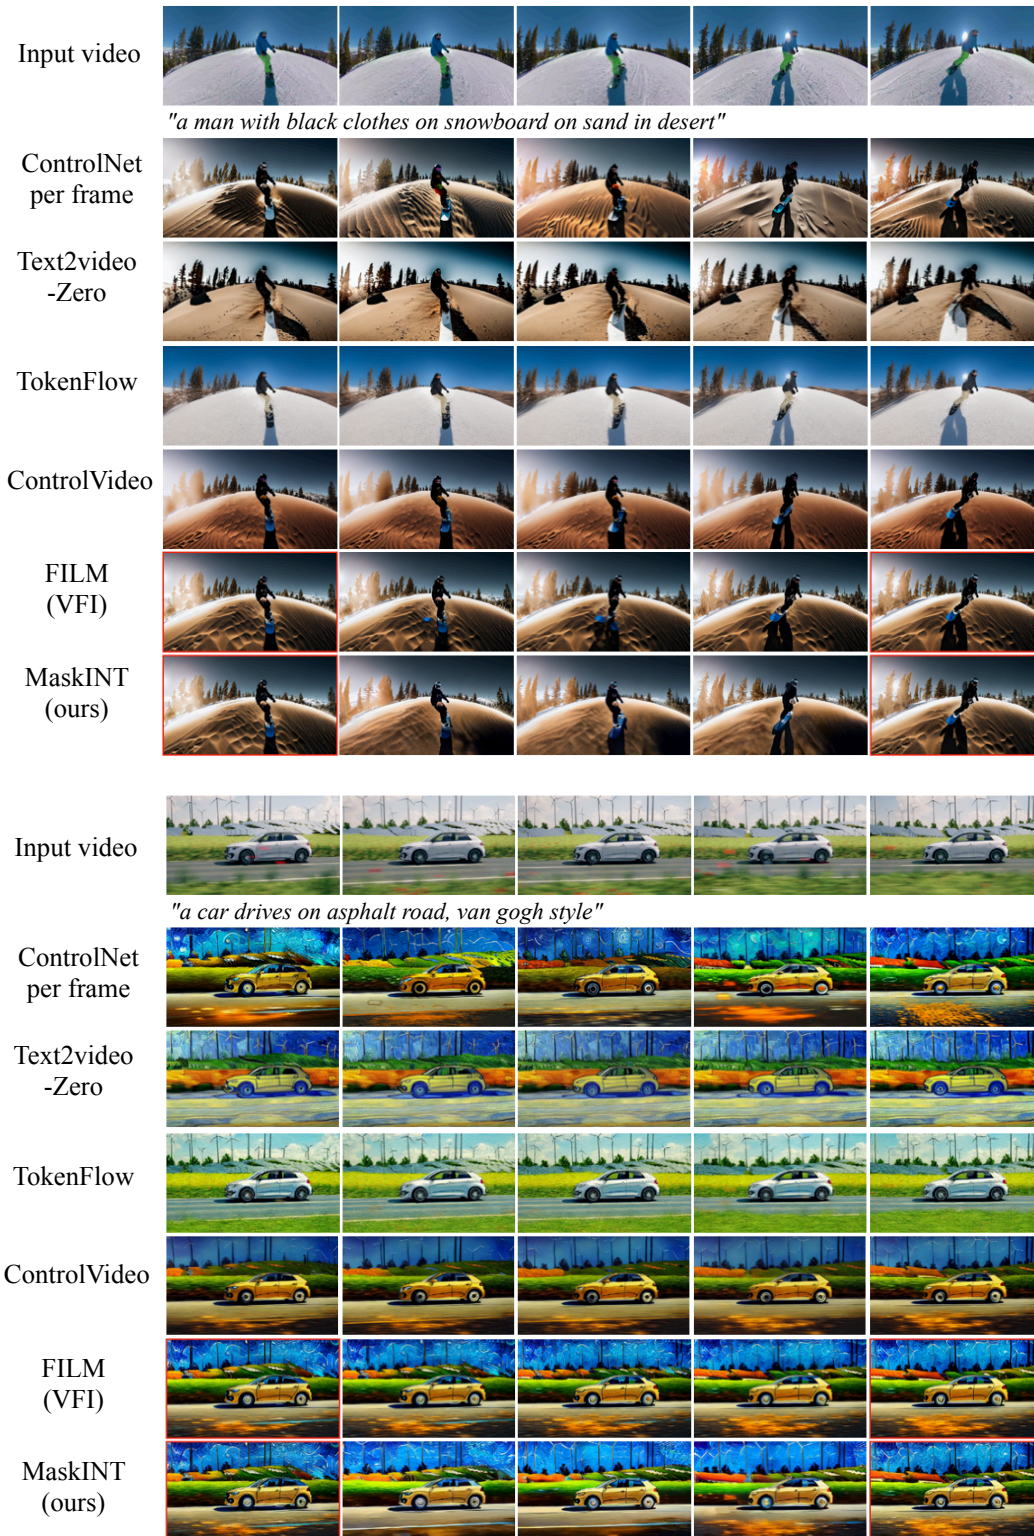 Input video
"a man with black clothes on snowboard on sand in desert"
ControlNet
per frame
Text2video
-Zero
TokenFlow
ControlVideo
FILM
(VFI)
MaskINT
(ours)
Input video
"a car drives on asphalt road, van gogh style"
ControlNet
per frame
Text2video
-Zero
TokenFlow
ControlVideo
FILM
(VFI)
MaskINT
(ours)